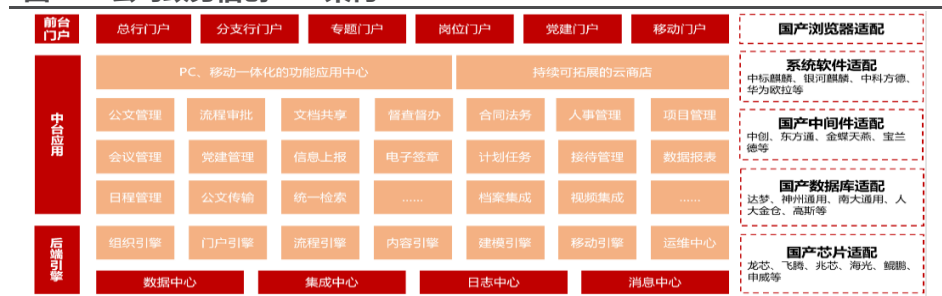 前台
门户
总行门户 分支行门户 专题门户 岗位门户 党建门户 移动门户
国产浏览器适配
中台应用
PC、移动一体化的功能应用中心 持续可拓展的云商店
公文管理 流程审批 文档共享 督查督办 合同法务 人事管理 项目管理
会议管理 党建管理 信息上报 电子签章 计划任务 接待管理 数据报表
日程管理 公文传输 统一检索 …… 档案集成 视频集成 ……
系统软件适配
中标麒麟、银河麒麟、中科方德、
华为欧拉等
国产中间件适配
中创、东方通、金蝶天燕、宝兰
德等
国产数据库适配
达梦、神州通用、南大通用、人
大金仓、高斯等
后端引擎
组织引擎 门户引擎 流程引擎 内容引擎 建模引擎 移动引擎 运维中心
数据中心 集成中心 日志中心 消息中心
国产芯片适配
龙芯、飞腾、兆芯、海光、鲲鹏、
申威等